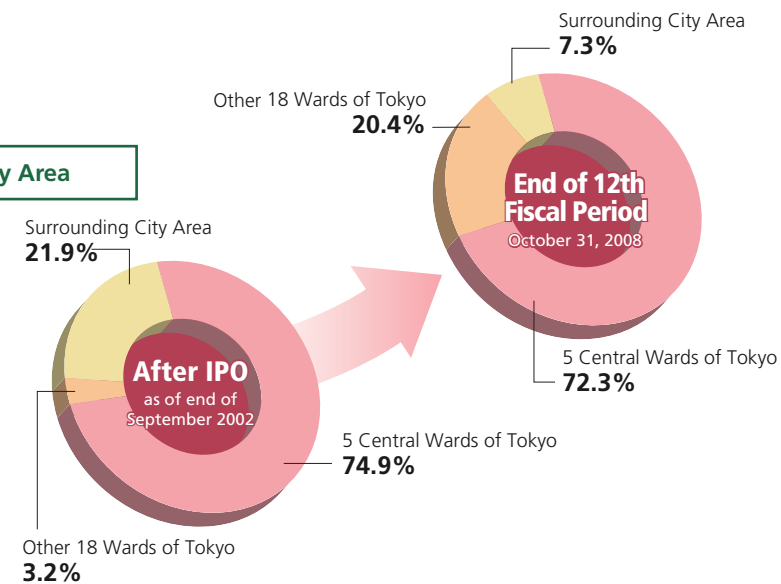 Surrounding City Area
7.3%
Other 18 Wards of Tokyo
20.4%
End of 12th
Fiscal Period
October 31, 2008
5 Central Wards of Tokyo
72.3%
Area
Surrounding City Area
21.9%
After IPO
as of end of
September 2002
5 Central Wards of Tokyo
74.9%
Other 18 Wards of Tokyo
3.2%